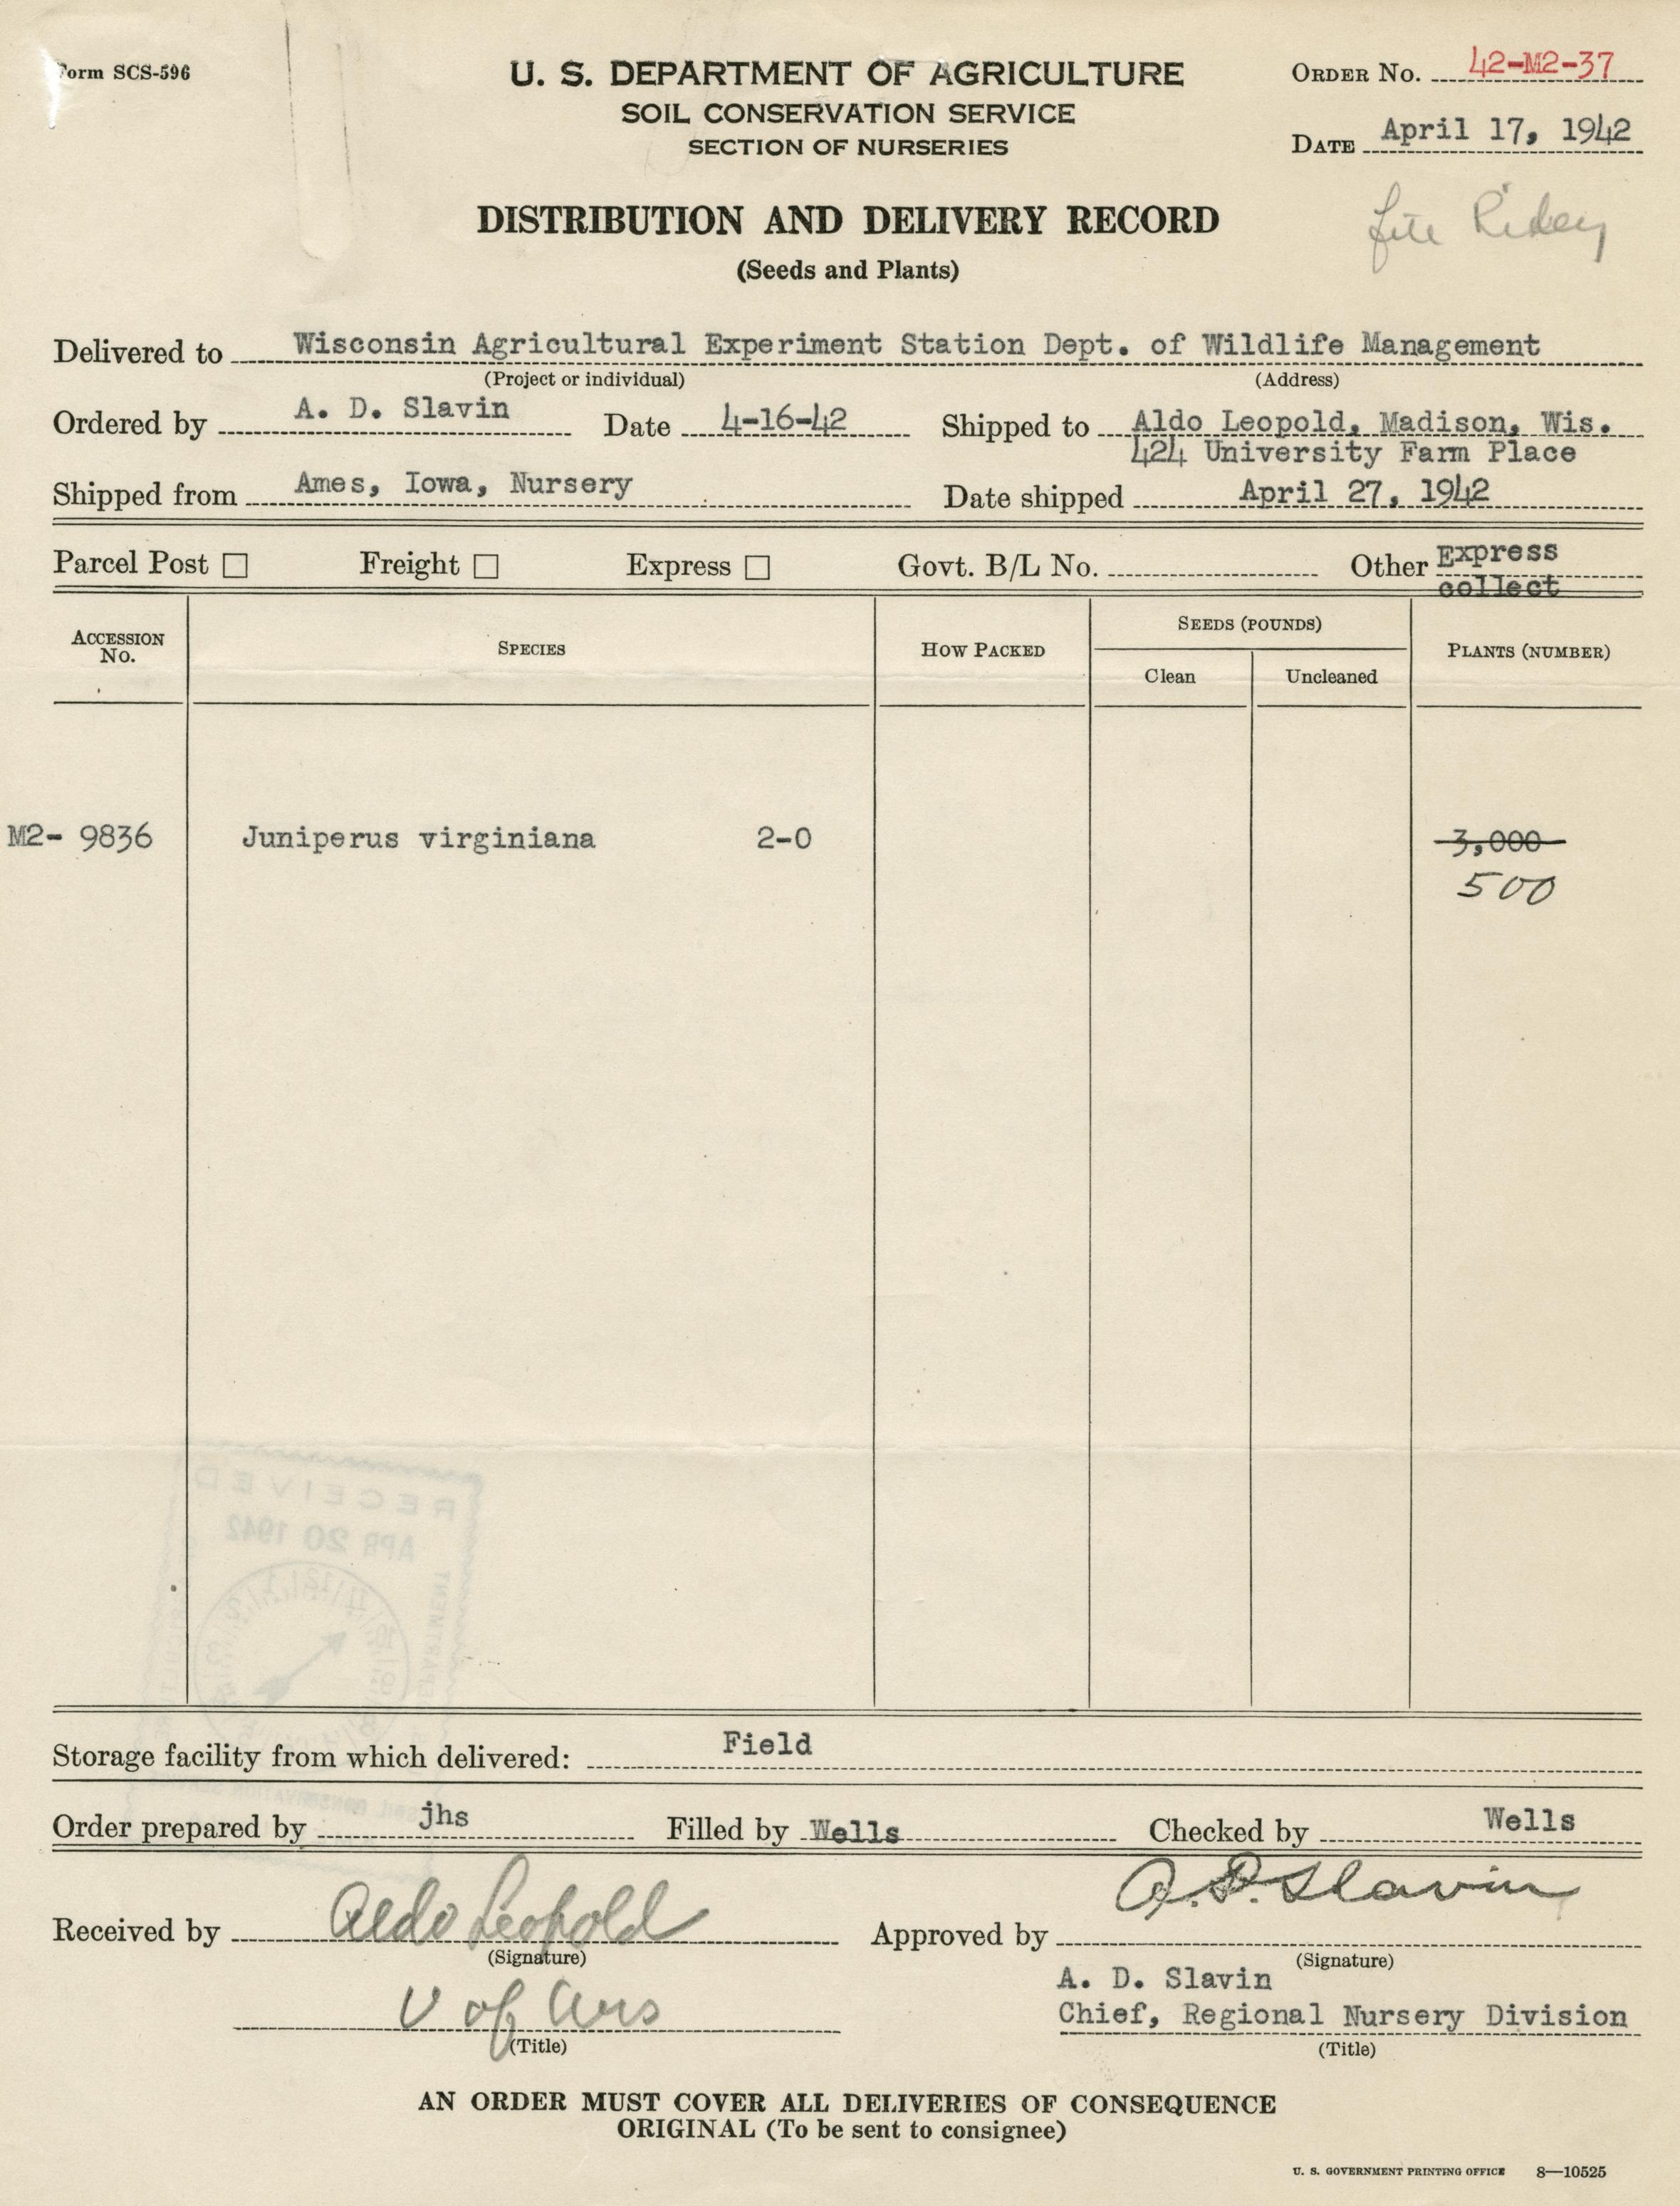 Form SCS-596
U. S. DEPARTMENT OF AGRICULTURE
SOIL CONSERVATION SERVICE
SECTION OF NURSERIES
ORDER NO. 42-M2-37
DATE April 17, 1942
DISTRIBUTION AND DELIVERY RECORD
(Seeds and Plants)
Delivered to Wisconsin Agricultural Experiment Station Dept. of Wildlife Management
(Project or individual) (Address)
Ordered by A. D. Slavin Date 4-16-42 Shipped to Aldo Leopold, Madison, Wis.
424 University Farm Place
Shipped from Ames, Iowa, Nursery Date shipped April 27, 1942
Parcel Post Freight Express Govt. B/L No. Other Express
collect
ACCESSION NO. SPECIES HOW PACKED SEEDS (POUNDS) PLANTS (NUMBER)
Clean Uncleaned
M2- 9836 Juniperus virginiana 2-0 3,000
500
RECEIVED
APR 20 1942
Storage facility from which delivered: Field
Order prepared by jhs Filled by Wells Checked by Wells
Received by Aldo Leopold Approved by A. D. Slavin
(Signature) (Signature)
U of Wis A. D. Slavin
Chief, Regional Nursery Division
(Title) (Title)
AN ORDER MUST COVER ALL DELIVERIES OF CONSEQUENCE
ORIGINAL (To be sent to consignee)
U. S. GOVERNMENT PRINTING OFFICE 8—10525